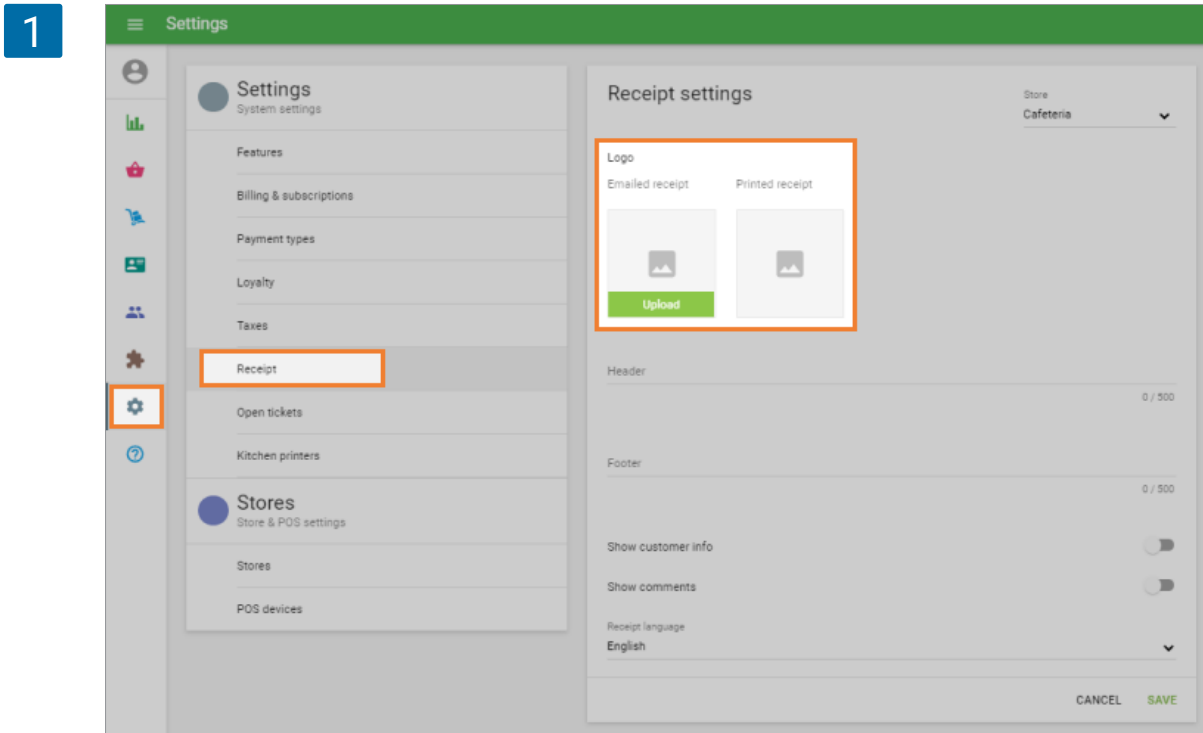 1
Settings
Settings
System settings
Features
Billing & subscriptions
Payment types
Loyalty
Taxes
Receipt
Open tickets
Kitchen printers
Stores
Store & POS settings
Stores
POS devices
Receipt settings
Store
Cafeteria
Logo
Emailed receipt Printed receipt
Upload
Header
0 / 500
Footer
0 / 500
Show customer info
Show comments
Receipt language
English
CANCEL SAVE